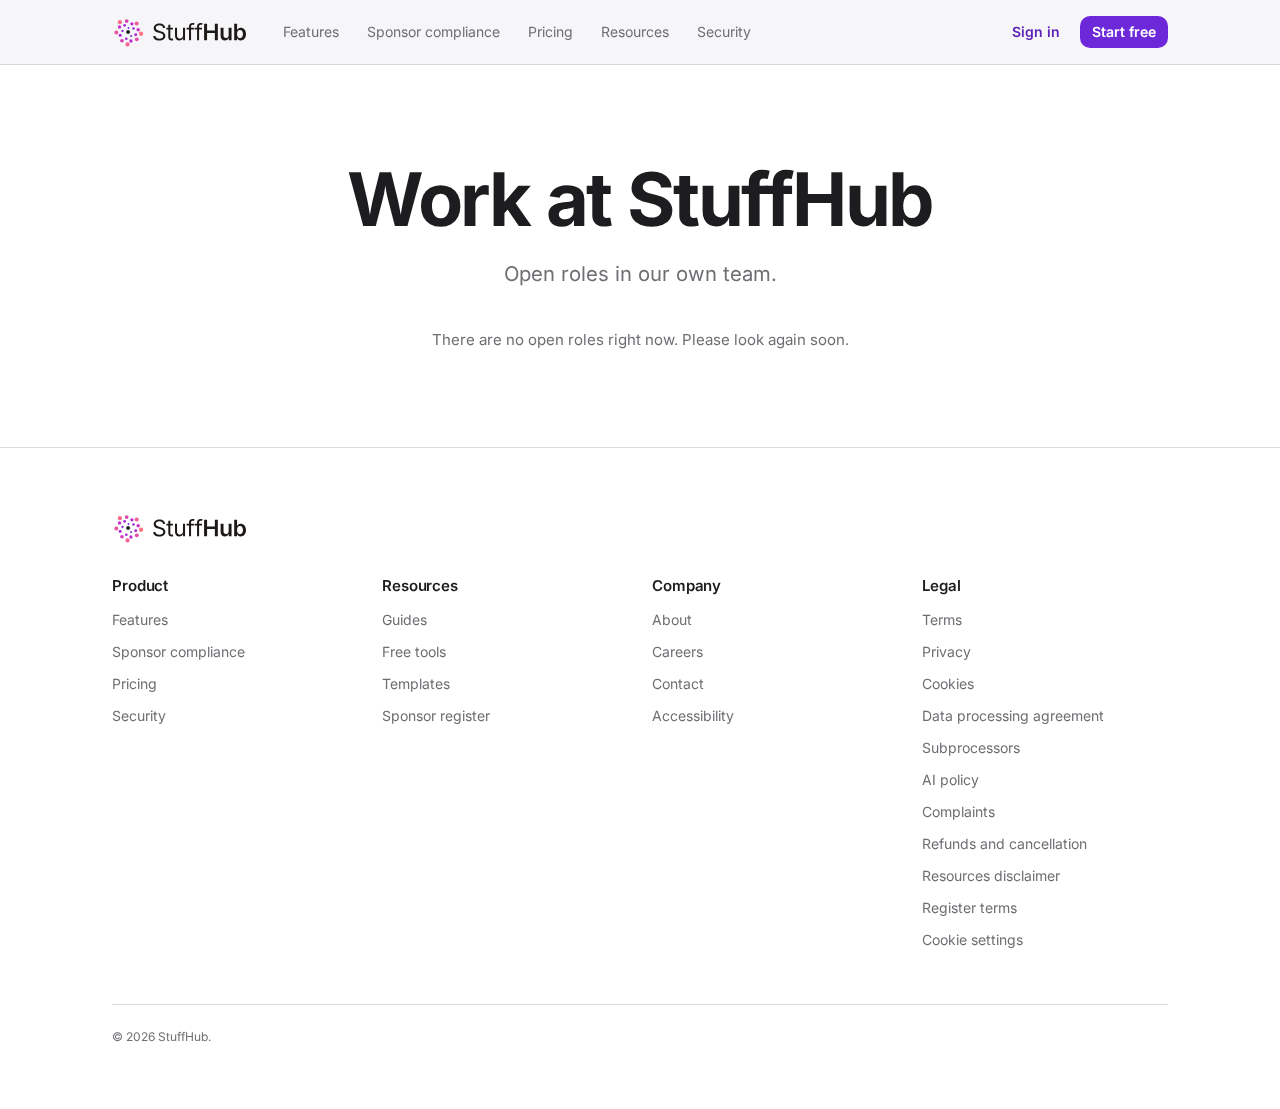 StuffHub
Features
Sponsor compliance
Pricing
Resources
Security
Sign in
Start free
Work at StuffHub
Open roles in our own team.
There are no open roles right now. Please look again soon.
StuffHub
Product
Features
Sponsor compliance
Pricing
Security
Resources
Guides
Free tools
Templates
Sponsor register
Company
About
Careers
Contact
Accessibility
Legal
Terms
Privacy
Cookies
Data processing agreement
Subprocessors
AI policy
Complaints
Refunds and cancellation
Resources disclaimer
Register terms
Cookie settings
© 2026 StuffHub.